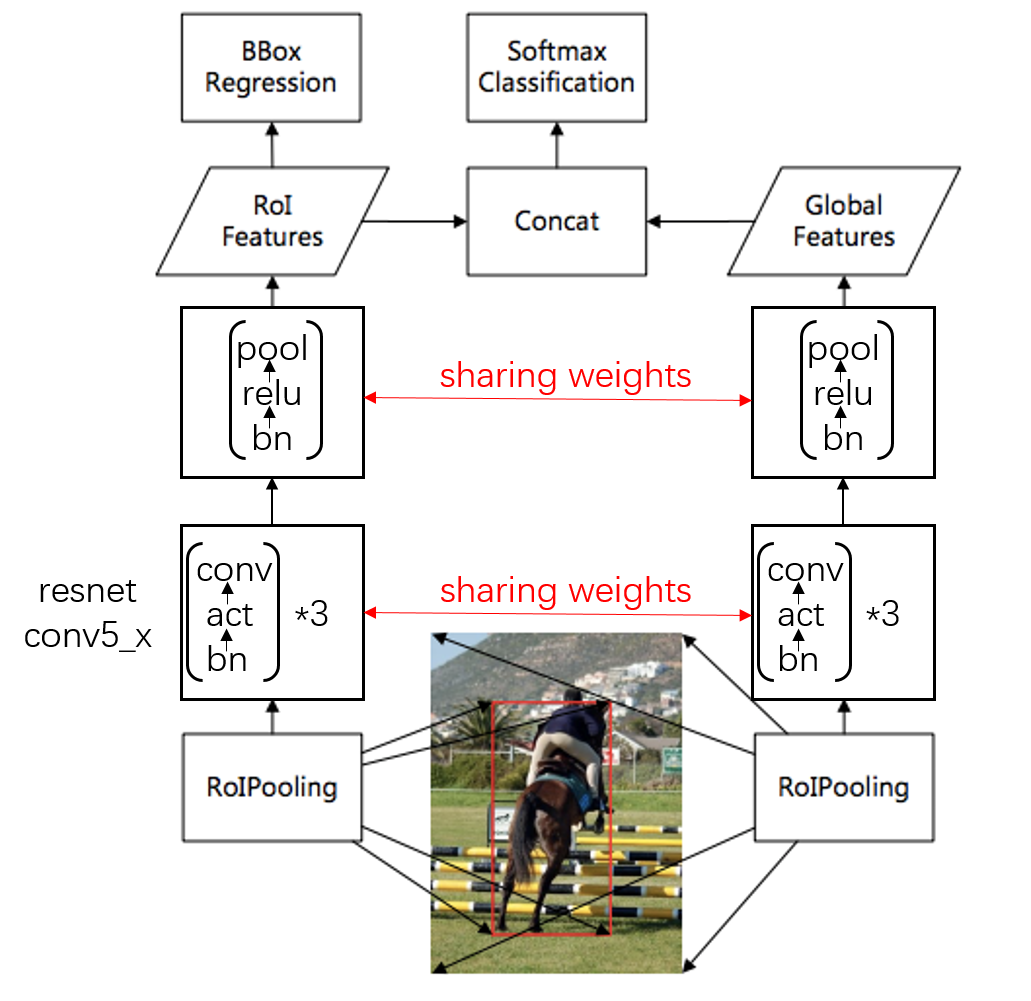 BBox
Regression
Softmax
Classification
RoI
Features
Concat
Global
Features
pool
relu
bn
sharing weights
pool
relu
bn
resnet
conv5_x
conv
act
bn
*3
sharing weights
conv
act
bn
*3
RoIPooling
RoIPooling